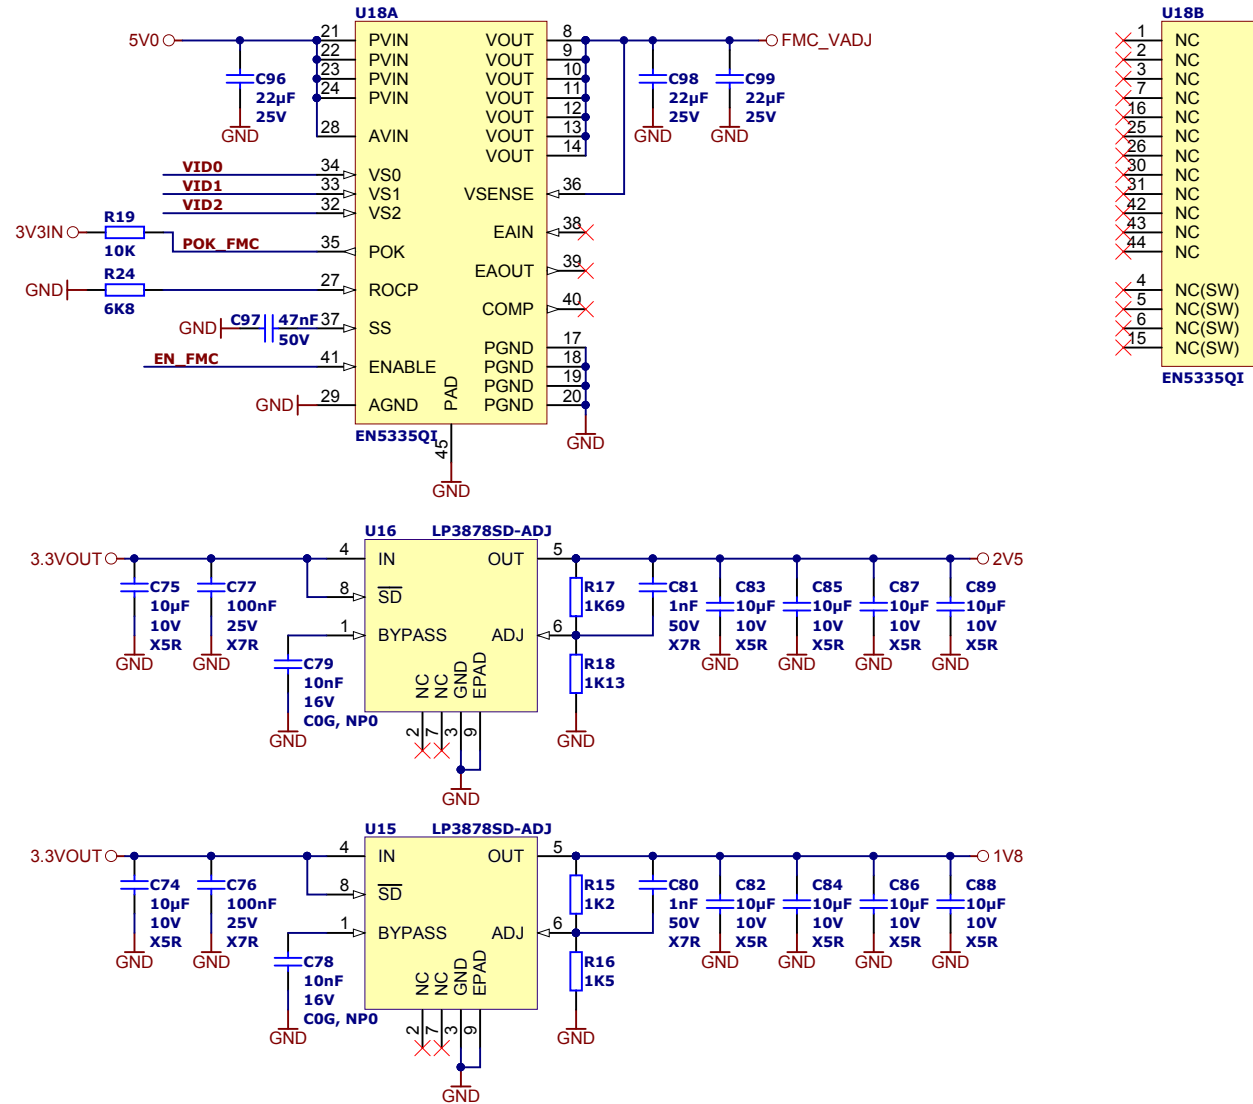 U18A
U18B
5V0
21 PVIN
22 PVIN
23 PVIN
24 PVIN
28 AVIN
C96
22µF
25V
GND
VID0 34 VS0
VID1 33 VS1
VID2 32 VS2
3V3IN
R19
10K
POK_FMC 35 POK
GND
R24
6K8
27 ROCP
GND
C97
47nF
50V
37 SS
EN_FMC 41 ENABLE
GND 29 AGND
PAD
45
GND
EN5335QI
VOUT 8
VOUT 9
VOUT 10
VOUT 11
VOUT 12
VOUT 13
VOUT 14
VSENSE 36
EAIN 38
EAOUT 39
COMP 40
PGND 17
PGND 18
PGND 19
PGND 20
GND
FMC_VADJ
C98
22µF
25V
GND
C99
22µF
25V
GND
1 NC
2 NC
3 NC
7 NC
16 NC
25 NC
26 NC
30 NC
31 NC
42 NC
43 NC
44 NC
4 NC(SW)
5 NC(SW)
6 NC(SW)
15 NC(SW)
EN5335QI
U16 LP3878SD-ADJ
3.3VOUT
C75
10µF
10V
X5R
GND
C77
100nF
25V
X7R
GND
4 IN
8 SD
1 BYPASS
C79
10nF
16V
C0G, NP0
GND
NC
NC
GND
EPAD
2
7
3
9
GND
OUT 5
ADJ 6
R17
1K69
R18
1K13
GND
C81
1nF
50V
X7R
C83
10µF
10V
X5R
GND
C85
10µF
10V
X5R
GND
C87
10µF
10V
X5R
GND
C89
10µF
10V
X5R
GND
2V5
U15 LP3878SD-ADJ
3.3VOUT
C74
10µF
10V
X5R
GND
C76
100nF
25V
X7R
GND
4 IN
8 SD
1 BYPASS
C78
10nF
16V
C0G, NP0
GND
NC
NC
GND
EPAD
2
7
3
9
GND
OUT 5
ADJ 6
R15
1K2
R16
1K5
GND
C80
1nF
50V
X7R
C82
10µF
10V
X5R
GND
C84
10µF
10V
X5R
GND
C86
10µF
10V
X5R
GND
C88
10µF
10V
X5R
GND
1V8